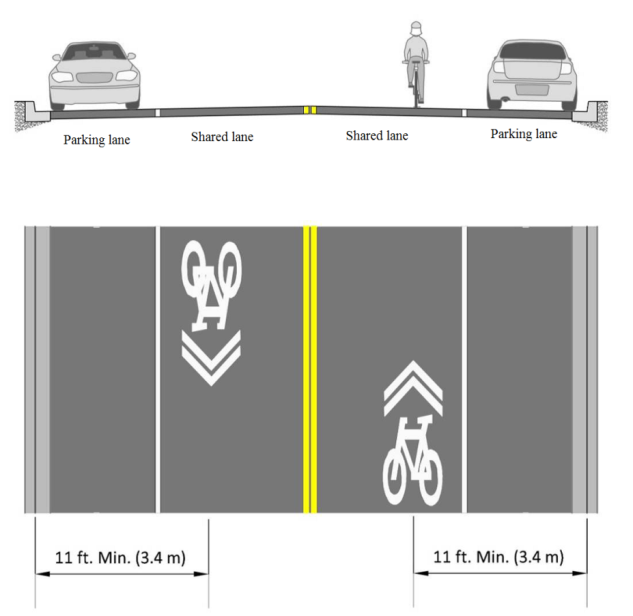 Parking lane
Shared lane
Shared lane
Parking lane
11 ft. Min. (3.4 m)
11 ft. Min. (3.4 m)